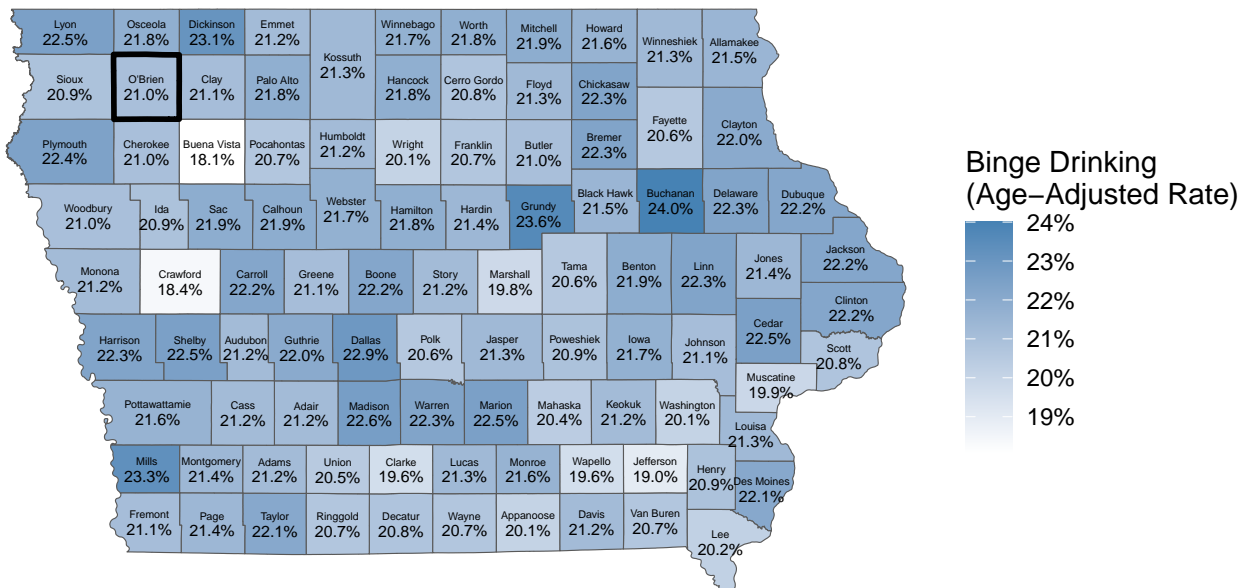 Lyon
22.5%
Osceola
21.8%
Dickinson
23.1%
Emmet
21.2%
Kossuth
21.3%
Winnebago
21.7%
Worth
21.8%
Mitchell
21.9%
Howard
21.6%
Winneshiek
21.3%
Allamakee
21.5%
Sioux
20.9%
O'Brien
21.0%
Clay
21.1%
Palo Alto
21.8%
Hancock
21.8%
Cerro Gordo
20.8%
Floyd
21.3%
Chickasaw
22.3%
Fayette
20.6%
Clayton
22.0%
Plymouth
22.4%
Cherokee
21.0%
Buena Vista
18.1%
Pocahontas
20.7%
Humboldt
21.2%
Wright
20.1%
Franklin
20.7%
Butler
21.0%
Bremer
22.3%
Woodbury
21.0%
Ida
20.9%
Sac
21.9%
Calhoun
21.9%
Webster
21.7%
Hamilton
21.8%
Hardin
21.4%
Grundy
23.6%
Black Hawk
21.5%
Buchanan
24.0%
Delaware
22.3%
Dubuque
22.2%
Monona
21.2%
Crawford
18.4%
Carroll
22.2%
Greene
21.1%
Boone
22.2%
Story
21.2%
Marshall
19.8%
Tama
20.6%
Benton
21.9%
Linn
22.3%
Jones
21.4%
Jackson
22.2%
Clinton
22.2%
Harrison
22.3%
Shelby
22.5%
Audubon
21.2%
Guthrie
22.0%
Dallas
22.9%
Polk
20.6%
Jasper
21.3%
Poweshiek
20.9%
Iowa
21.7%
Johnson
21.1%
Cedar
22.5%
Scott
20.8%
Muscatine
19.9%
Pottawattamie
21.6%
Cass
21.2%
Adair
21.2%
Madison
22.6%
Warren
22.3%
Marion
22.5%
Mahaska
20.4%
Keokuk
21.2%
Washington
20.1%
Louisa
21.3%
Mills
23.3%
Montgomery
21.4%
Adams
21.2%
Union
20.5%
Clarke
19.6%
Lucas
21.3%
Monroe
21.6%
Wapello
19.6%
Jefferson
19.0%
Henry
20.9%
Des Moines
22.1%
Fremont
21.1%
Page
21.4%
Taylor
22.1%
Ringgold
20.7%
Decatur
20.8%
Wayne
20.7%
Appanoose
20.1%
Davis
21.2%
Van Buren
20.7%
Lee
20.2%
Binge Drinking
(Age−Adjusted Rate)
24%
23%
22%
21%
20%
19%